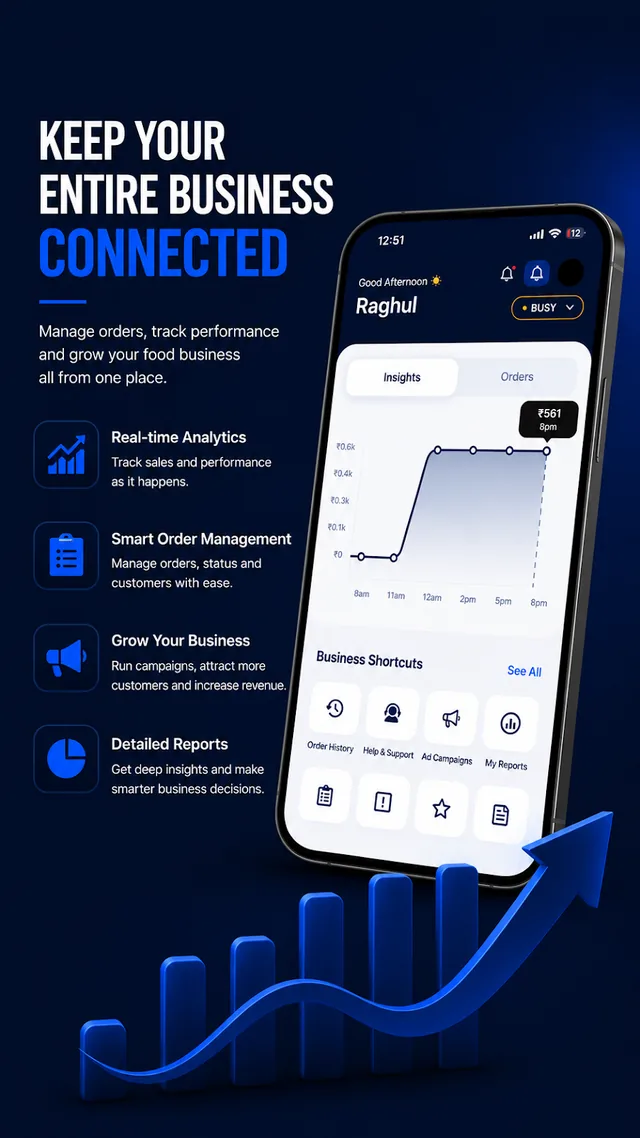 KEEP YOUR
ENTIRE BUSINESS
CONNECTED
Manage orders, track performance
and grow your food business
all from one place.
Real-time Analytics
Track sales and performance
as it happens.
Smart Order Management
Manage orders, status and
customers with ease.
Grow Your Business
Run campaigns, attract more
customers and increase revenue.
Detailed Reports
Get deep insights and make
smarter business decisions.
12:51
12
Good Afternoon
Raghul
BUSY
Insights
Orders
₹561
8pm
₹0.6k
₹0.4k
₹0.3k
₹0.1k
₹0
8am 11am 12am 2pm 5pm 8pm
Business Shortcuts
See All
Order History
Help & Support
Ad Campaigns
My Reports